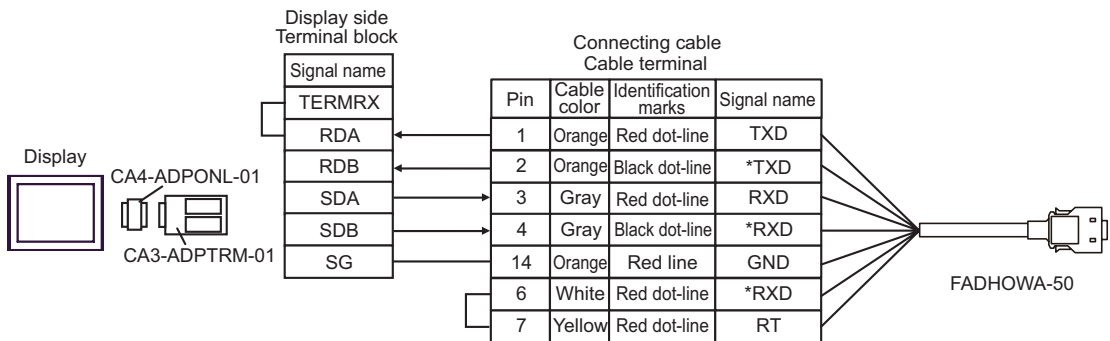 Display side
Terminal block
Signal name
TERMRX
RDA
RDB
SDA
SDB
SG
Display
CA4-ADPONL-01
CA3-ADPTRM-01
Connecting cable
Cable terminal
Pin Cable color Identification marks Signal name
1 Orange Red dot-line TXD
2 Orange Black dot-line *TXD
3 Gray Red dot-line RXD
4 Gray Black dot-line *RXD
14 Orange Red line GND
6 White Red dot-line *RXD
7 Yellow Red dot-line RT
FADHOWA-50